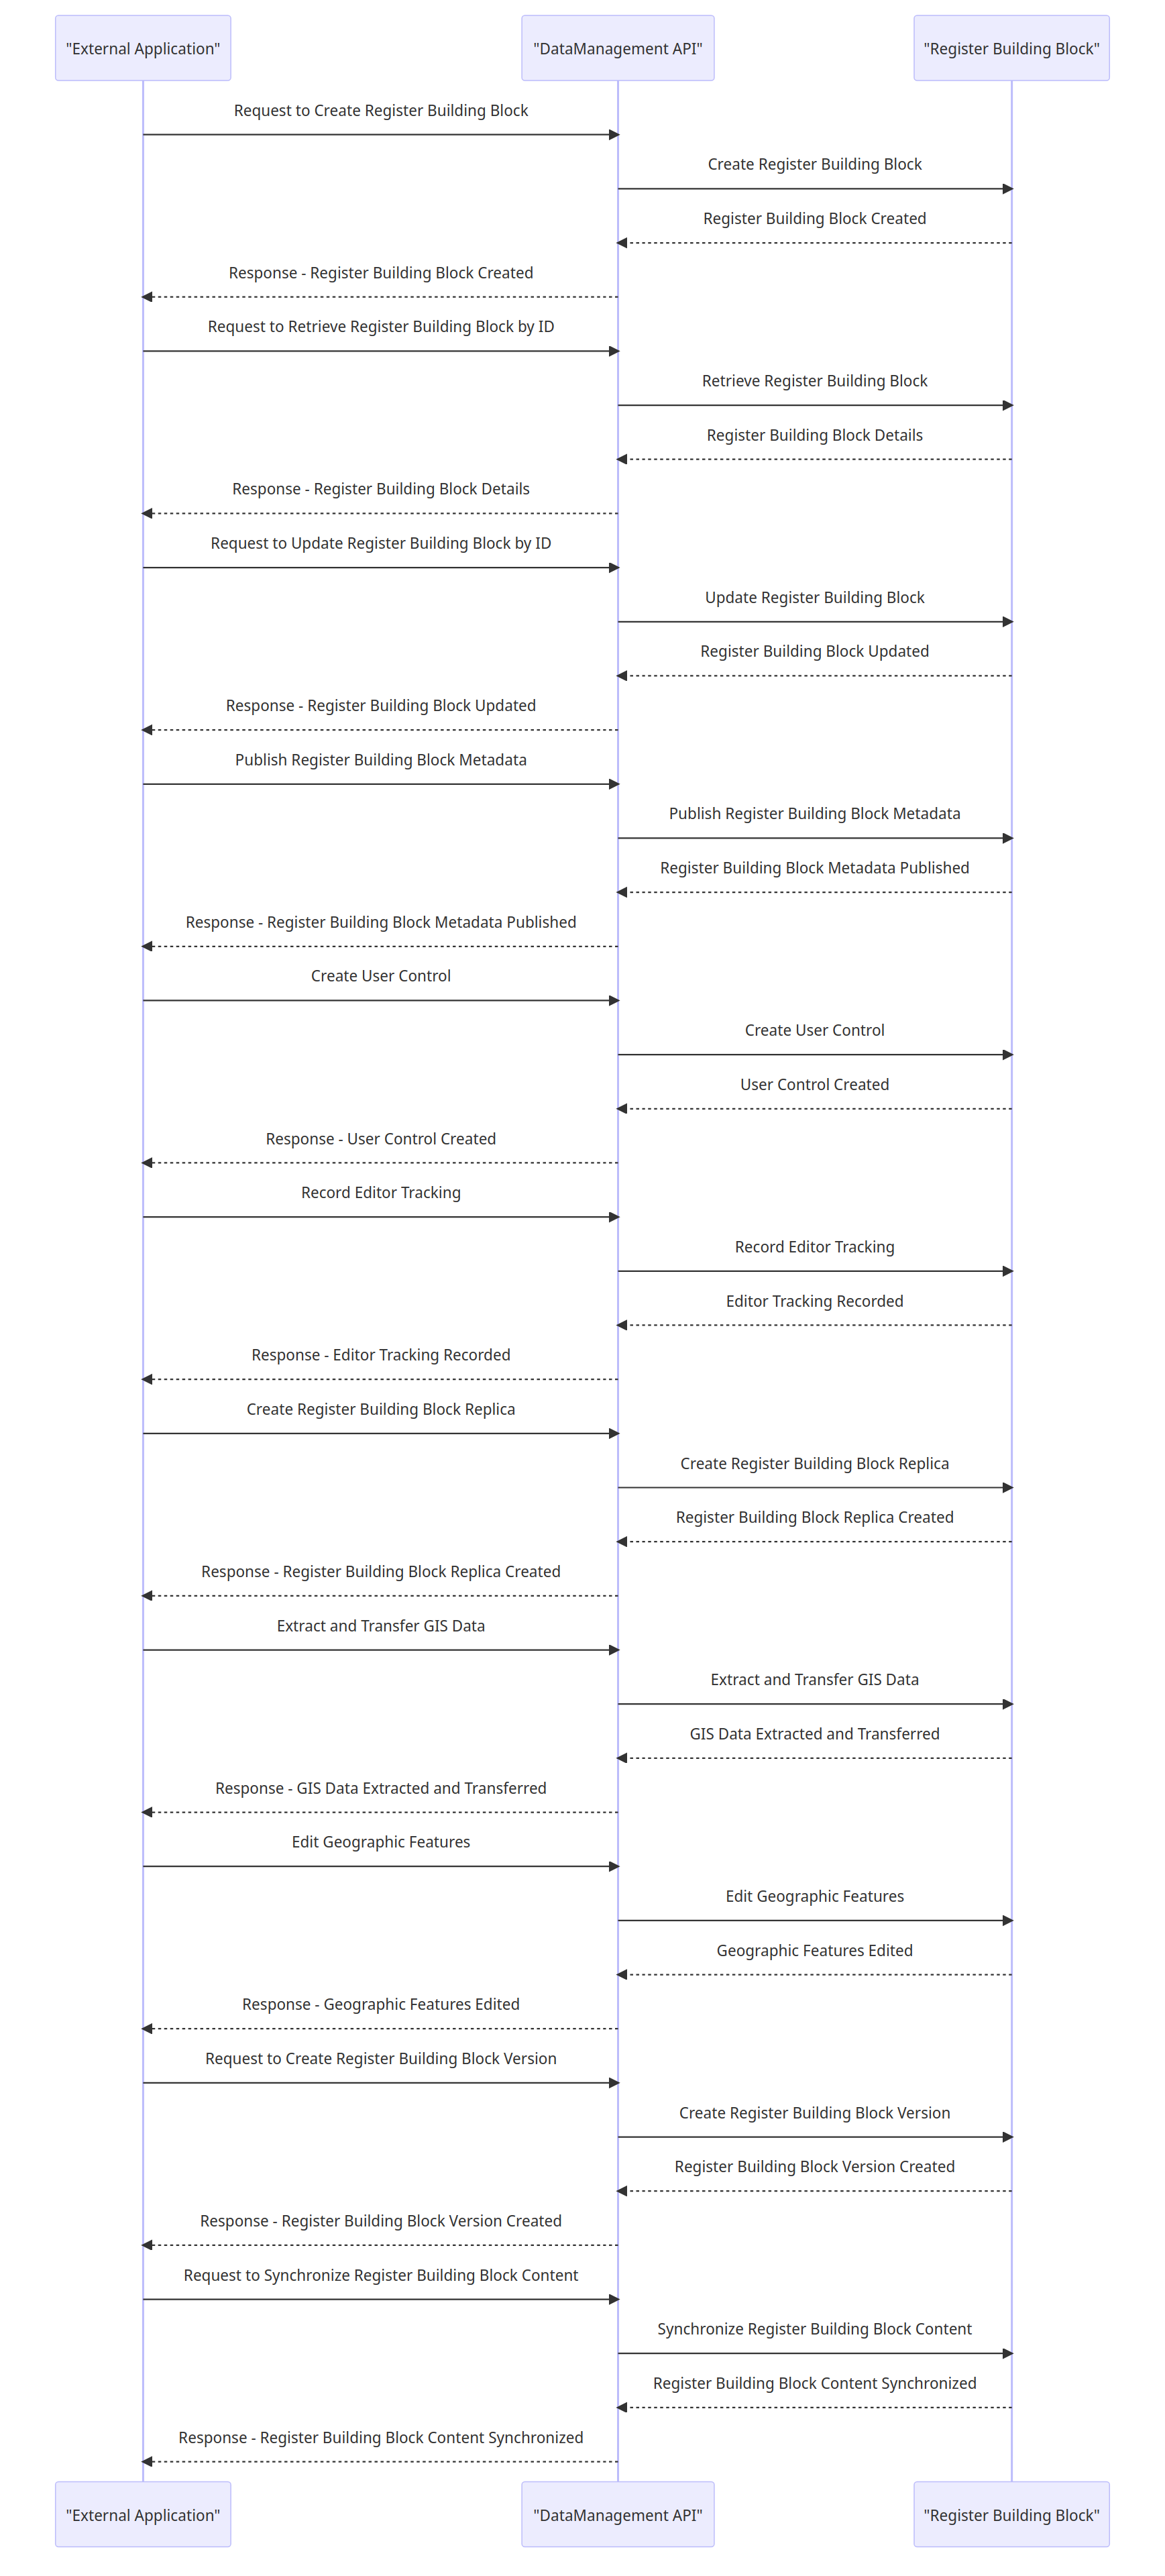 "External Application"
"DataManagement API"
"Register Building Block"
Request to Create Register Building Block
Create Register Building Block
Register Building Block Created
Response - Register Building Block Created
Request to Retrieve Register Building Block by ID
Retrieve Register Building Block
Register Building Block Details
Response - Register Building Block Details
Request to Update Register Building Block by ID
Update Register Building Block
Register Building Block Updated
Response - Register Building Block Updated
Publish Register Building Block Metadata
Publish Register Building Block Metadata
Register Building Block Metadata Published
Response - Register Building Block Metadata Published
Create User Control
Create User Control
User Control Created
Response - User Control Created
Record Editor Tracking
Record Editor Tracking
Editor Tracking Recorded
Response - Editor Tracking Recorded
Create Register Building Block Replica
Create Register Building Block Replica
Register Building Block Replica Created
Response - Register Building Block Replica Created
Extract and Transfer GIS Data
Extract and Transfer GIS Data
GIS Data Extracted and Transferred
Response - GIS Data Extracted and Transferred
Edit Geographic Features
Edit Geographic Features
Geographic Features Edited
Response - Geographic Features Edited
Request to Create Register Building Block Version
Create Register Building Block Version
Register Building Block Version Created
Response - Register Building Block Version Created
Request to Synchronize Register Building Block Content
Synchronize Register Building Block Content
Register Building Block Content Synchronized
Response - Register Building Block Content Synchronized
"External Application"
"DataManagement API"
"Register Building Block"